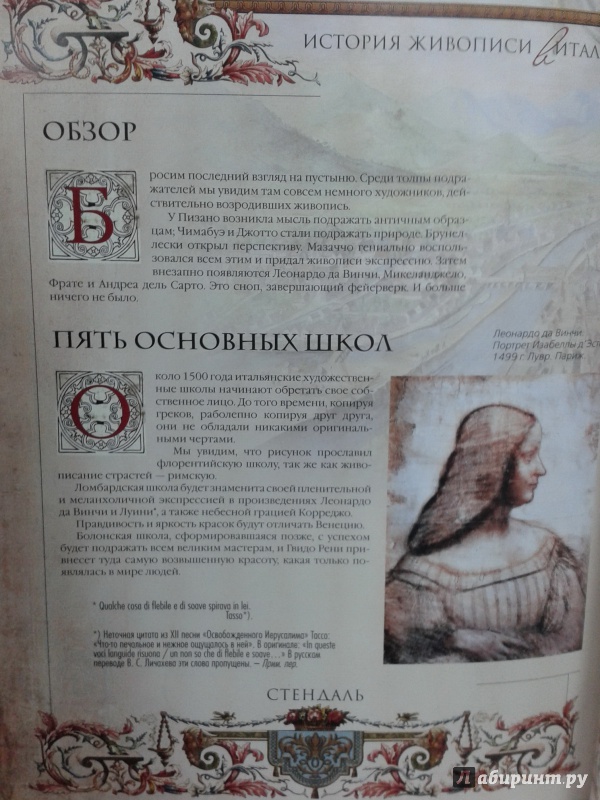 ИСТОРИЯ ЖИВОПИСИ в ИТАЛ
ОБЗОР
Бросим последний взгляд на пустыню. Среди толпы подра-
жателей мы увидим там совсем немного художников, дей-
ствительно возродивших живопись.
У Пизано возникла мысль подражать античным образ-
цам; Чимабуэ и Джотто стали подражать природе. Брунел-
лески открыл перспективу. Мазаччо гениально восполь-
зовался всем этим и придал живописи экспрессию. Затем
внезапно появляются Леонардо да Винчи, Микеланджело,
Фрате и Андреа дель Сарто. Это сноп, завершающий фейерверк. И больше
ничего не было.
ПЯТЬ ОСНОВНЫХ ШКОЛ
Леонардо да Винчи.
Портрет Изабеллы д'Эсте
1499 г. Лувр. Париж.
Около 1500 года итальянские художествен-
ные школы начинают обретать свое соб-
ственное лицо. До того времени, копируя
греков, раболепно копируя друг друга,
они не обладали никакими оригиналь-
ными чертами.
Мы увидим, что рисунок прославил
флорентийскую школу, так же как живо-
писание страстей — римскую.
Ломбардская школа будет знаменита своей пленительной
и меланхоличной экспрессией в произведениях Леонардо
да Винчи и Луини*, а также небесной грацией Корреджо.
Правдивость и яркость красок будут отличать Венецию.
Болонская школа, сформировавшаяся позже, с успехом
будет подражать всем великим мастерам, и Гвидо Рени при-
внесет туда самую возвышенную красоту, какая только по-
являлась в мире людей.
* Qualche cosa di flebile e di soave spirava in lei.
Tasso*).
*) Неточная цитата из XII песни «Освобожденного Иерусалима» Тассо:
«Что-то печальное и нежное ощущалось в ней». В оригинале: «In queste
voci languide risuona / un non so che di flebile e soave…» В русском
переводе В. С. Лихачева эти слова пропущены. — Прим. пер.
СТЕНДАЛЬ
Лабиринт.ру